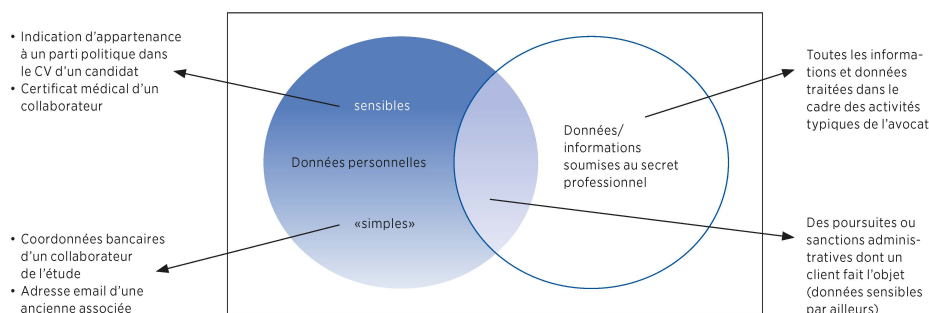 • Indication d’appartenance
à un parti politique dans
le CV d’un candidat
• Certificat médical d’un
collaborateur
• Coordonnées bancaires
d’un collaborateur
de l’étude
• Adresse email d’une
ancienne associée
sensibles
Données personnelles
«simples»
Données/
informations
soumises au secret
professionnel
Toutes les informa-
tions et données
traitées dans le
cadre des activités
typiques de l’avocat
Des poursuites ou
sanctions adminis-
tratives dont un
client fait l’objet
(données sensibles
par ailleurs)